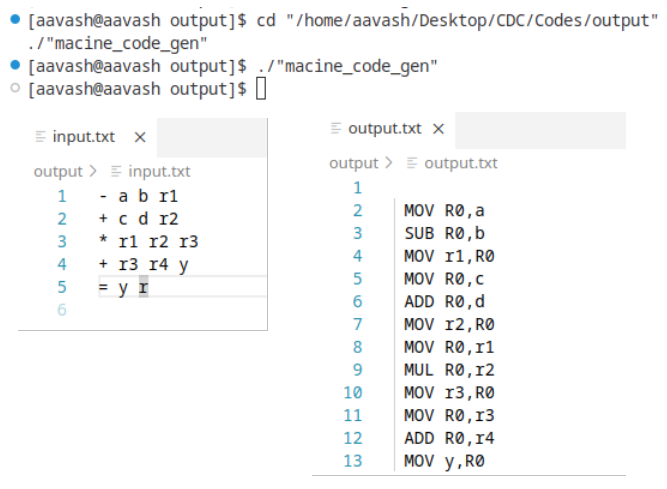 [aavash@aavash output]$ cd "/home/aavash/Desktop/CDC/Codes/output"
./"macine_code_gen"
[aavash@aavash output]$ ./"macine_code_gen"
[aavash@aavash output]$
input.txt ×
output > input.txt
1 - a b r1
2 + c d r2
3 * r1 r2 r3
4 + r3 r4 y
5 = y r
6
output.txt ×
output > output.txt
1
2 MOV R0,a
3 SUB R0,b
4 MOV r1,R0
5 MOV R0,c
6 ADD R0,d
7 MOV r2,R0
8 MOV R0,r1
9 MUL R0,r2
10 MOV r3,R0
11 MOV R0,r3
12 ADD R0,r4
13 MOV y,R0